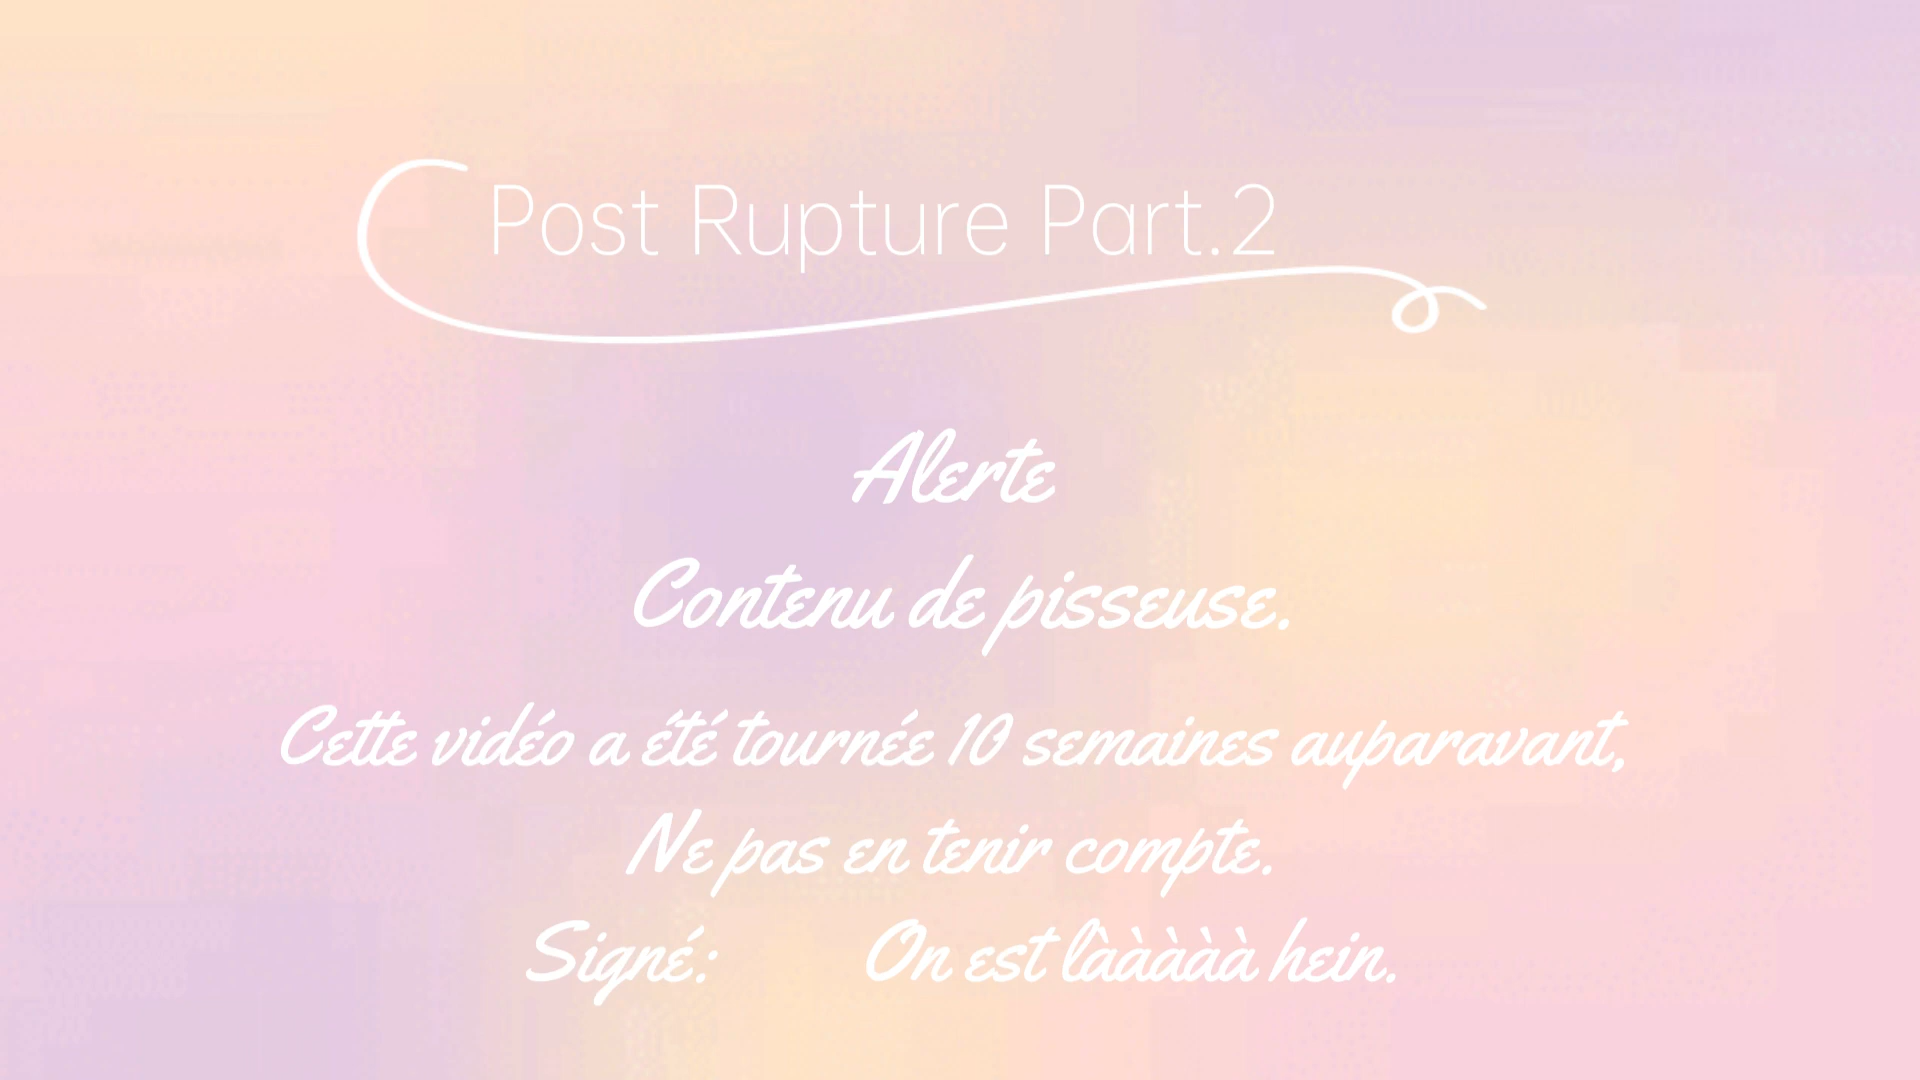 Post Rupture Part.2
Alerte
Contenu de pisseuse.
Cette vidéo a été tournée 10 semaines auparavant,
Ne pas en tenir compte.
Signé: On est làààààà hein.